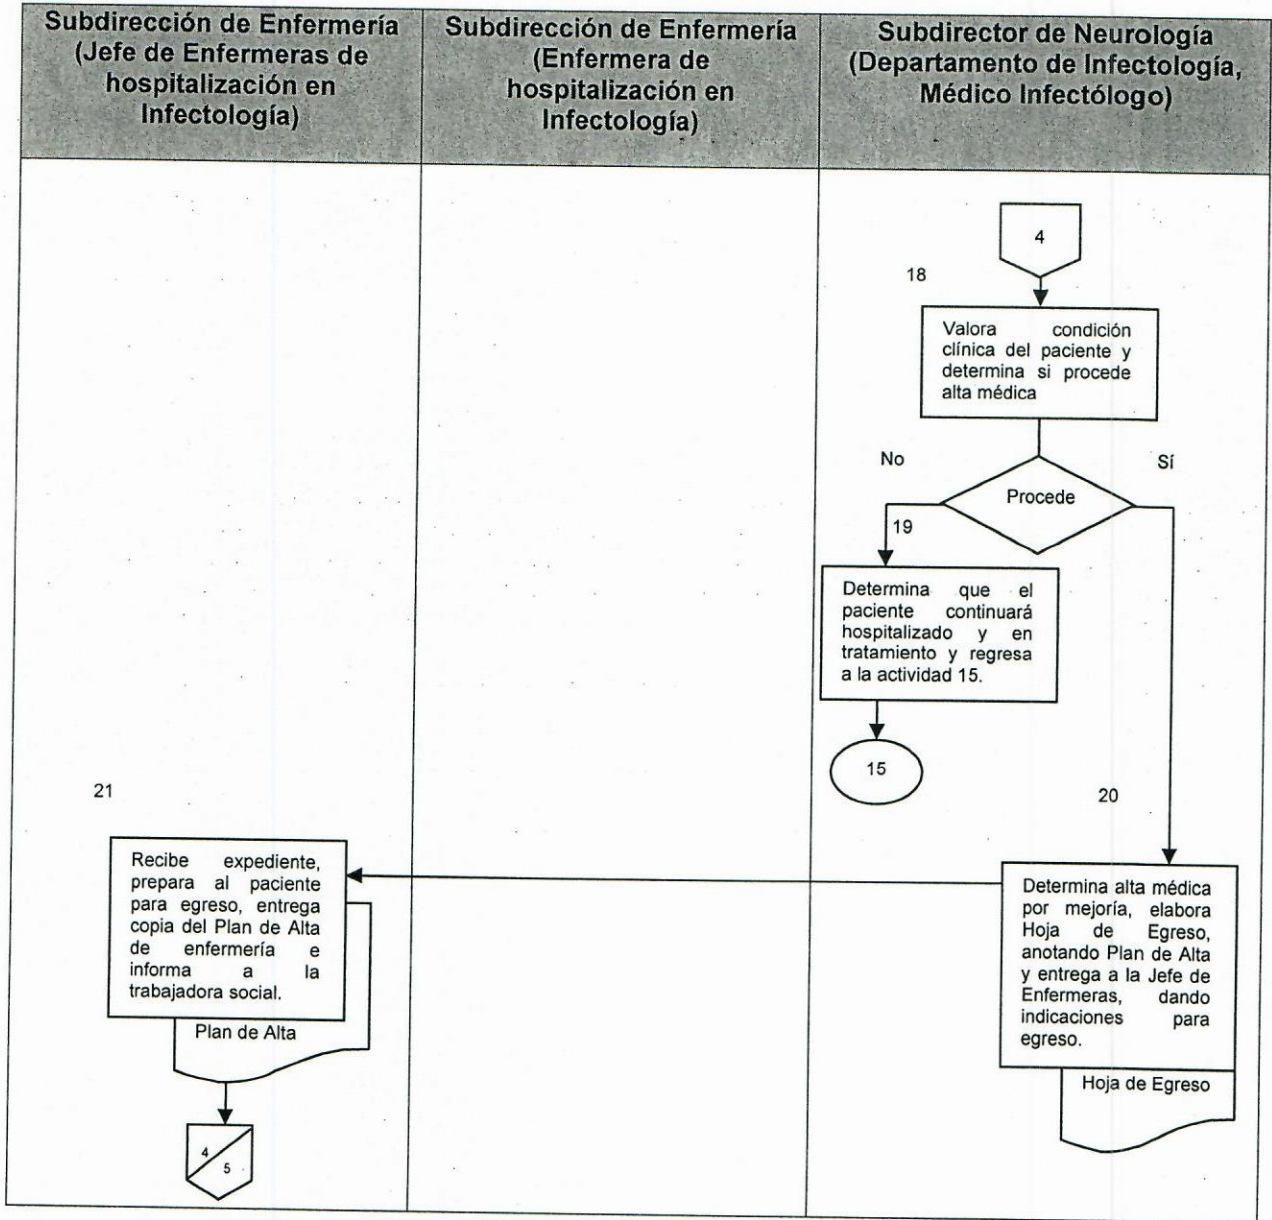 Subdirección de Enfermería
(Jefe de Enfermeras de
hospitalización en
Infectología)
Subdirección de Enfermería
(Enfermera de
hospitalización en
Infectología)
Subdirector de Neurología
(Departamento de Infectología,
Médico Infectólogo)
4
18
Valora condición
clínica del paciente y
determina si procede
alta médica
No
Sí
Procede
19
Determina que el
paciente continuará
hospitalizado y en
tratamiento y regresa
a la actividad 15.
15
20
Determina alta médica
por mejoría, elabora
Hoja de Egreso,
anotando Plan de Alta
y entrega a la Jefe de
Enfermeras, dando
indicaciones para
egreso.
Hoja de Egreso
21
Recibe expediente,
prepara al paciente
para egreso, entrega
copia del Plan de Alta
de enfermería e
informa a la
trabajadora social.
Plan de Alta
4
5